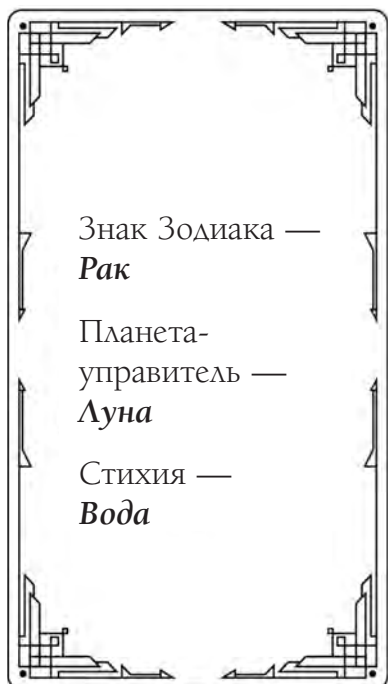 Знак Зодиака —
Рак
Планета-
управитель —
Луна
Стихия —
Вода